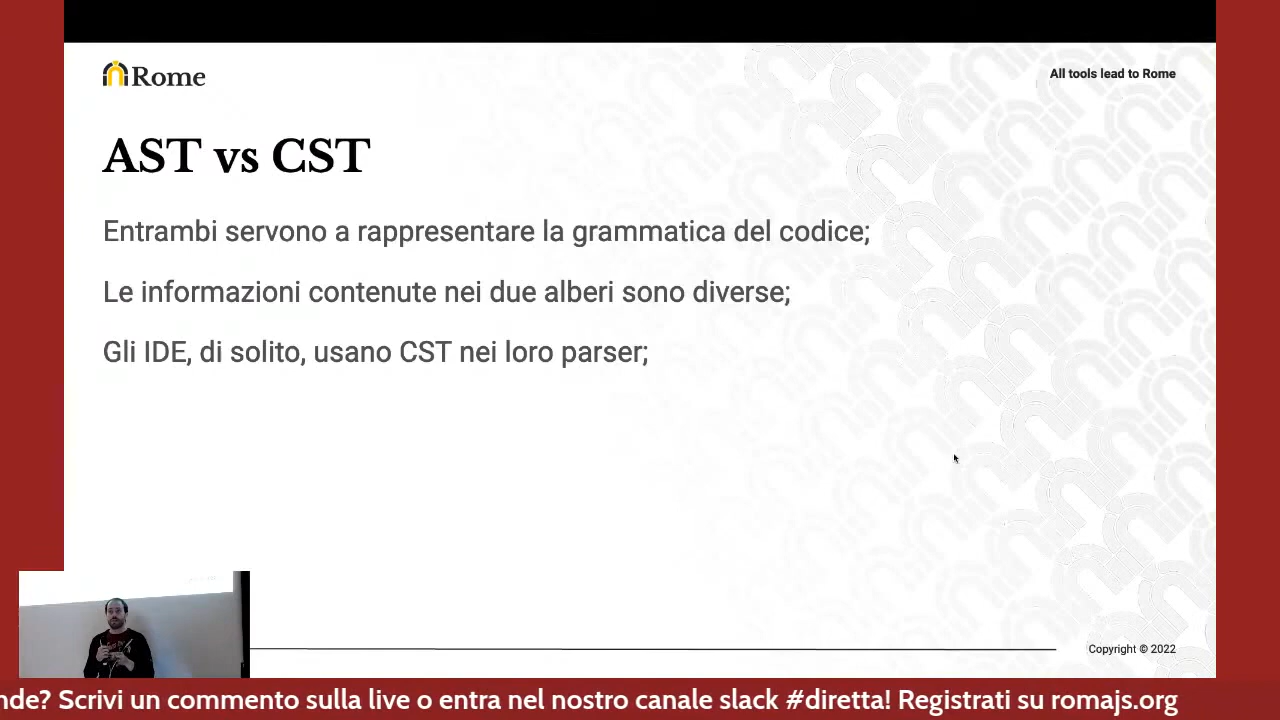 Rome
All tools lead to Rome
AST vs CST
Entrambi servono a rappresentare la grammatica del codice;
Le informazioni contenute nei due alberi sono diverse;
Gli IDE, di solito, usano CST nei loro parser;
Copyright © 2022
nde? Scrivi un commento sulla live o entra nel nostro canale slack #diretta! Registrati su romajs.org